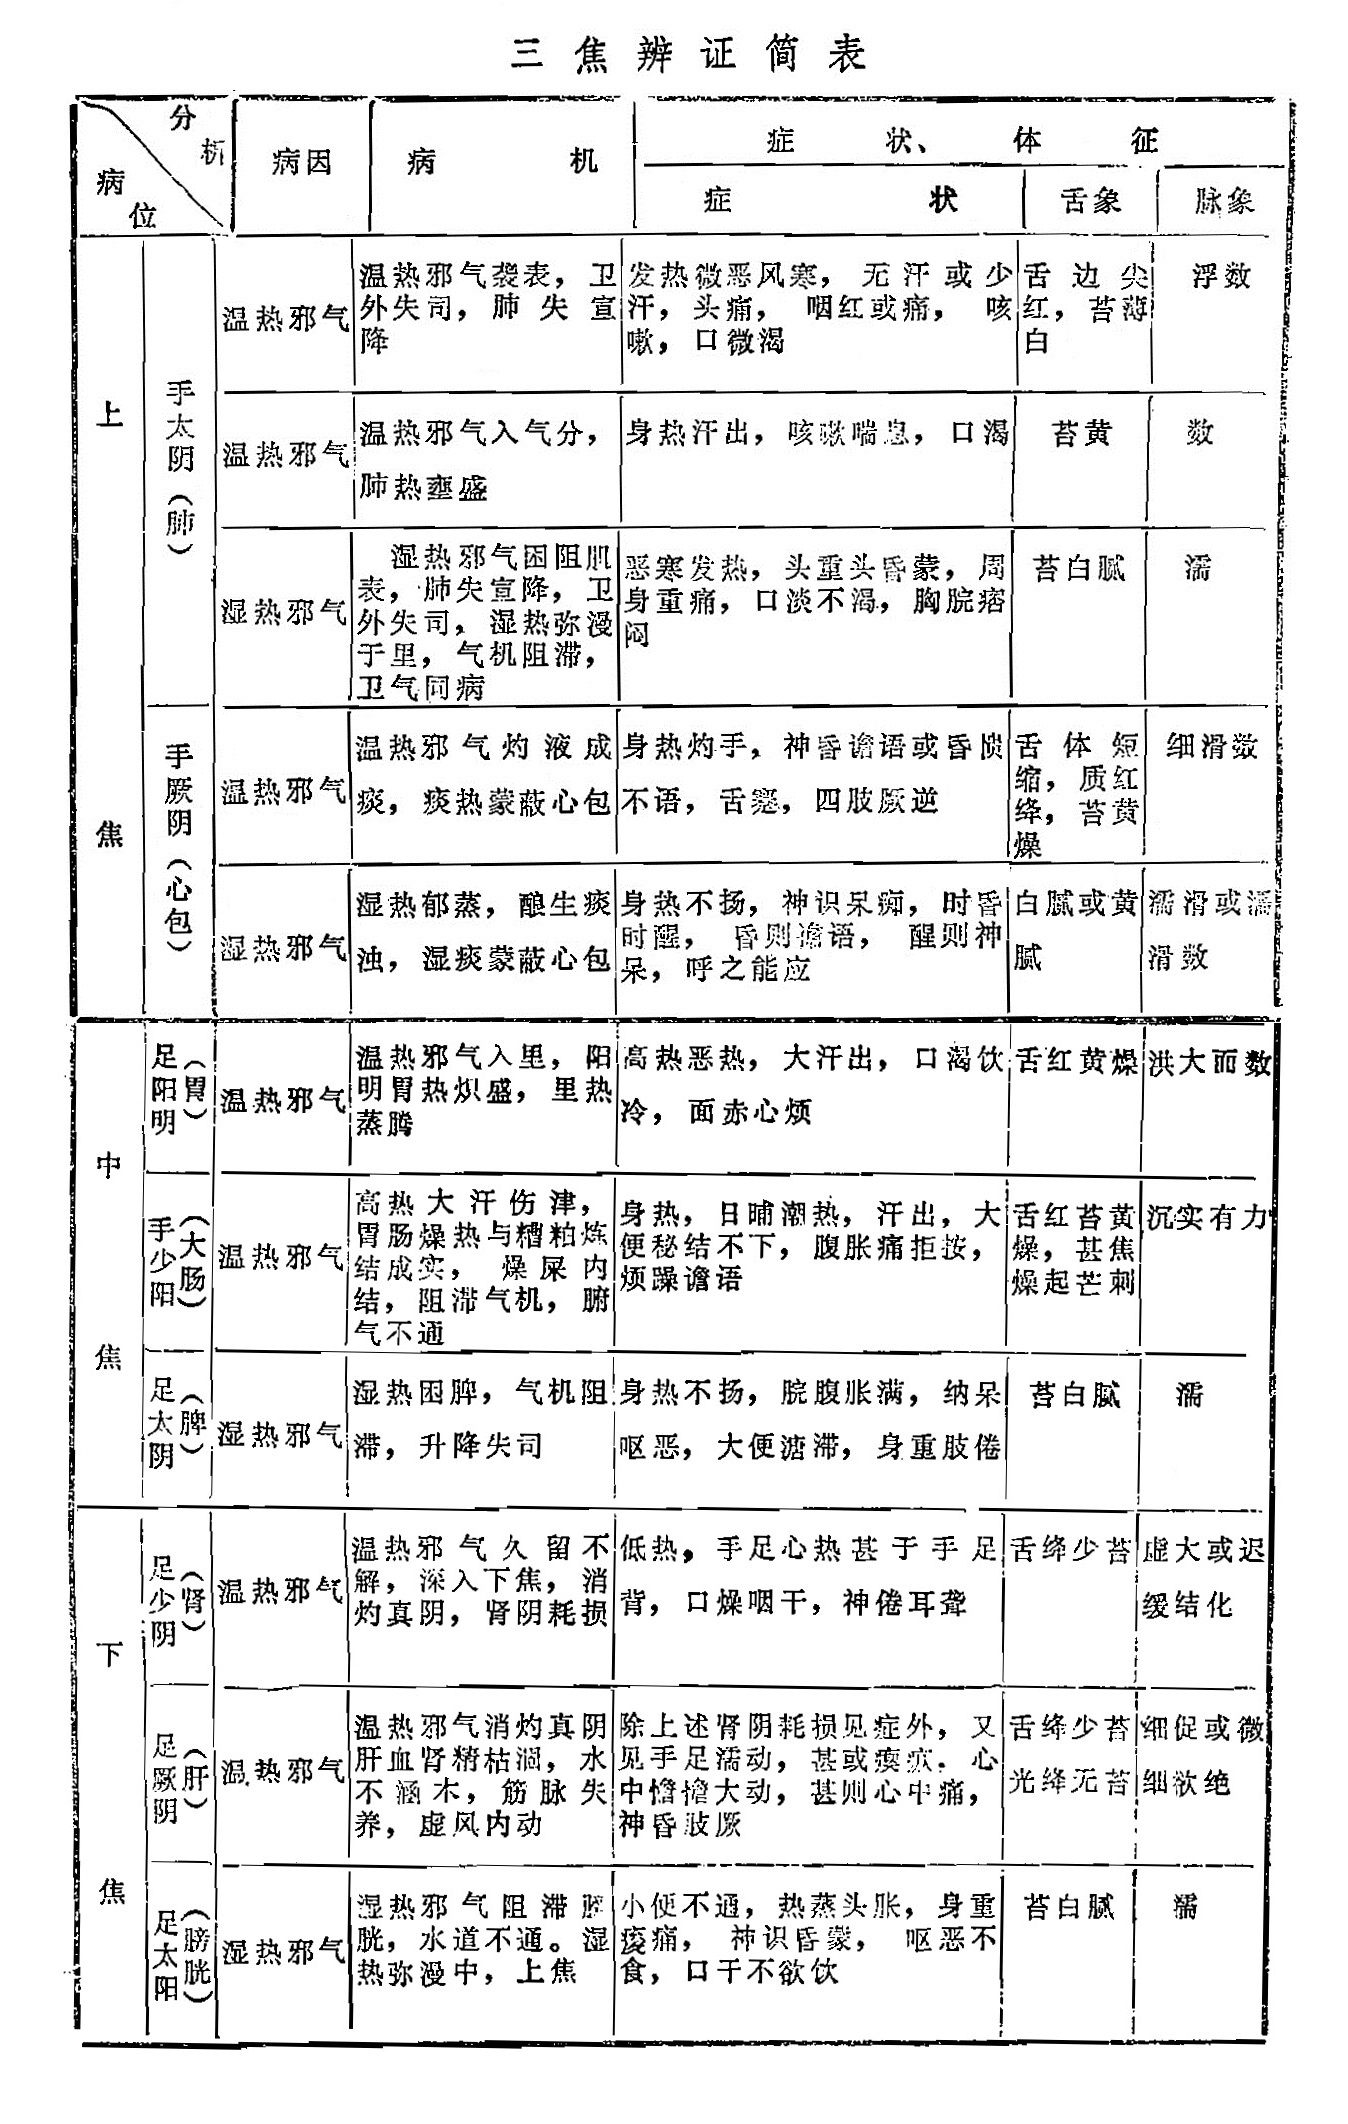 三焦辨证简表
分析
病位
病因
病机
症状、体征
症状
舌象
脉象
上焦
手太阴（肺）
温热邪气
温热邪气袭表，卫
外失司，肺失宣
降
发热微恶风寒，无汗或少
汗，头痛，咽红或痛，咳
嗽，口微渴
舌边尖
红，苔薄
白
浮数
温热邪气
温热邪气入气分，
肺热壅盛
身热汗出，咳嗽喘息，口渴
苔黄
数
湿热邪气
湿热邪气困阻肌
表，肺失宣降，卫
外失司，湿热弥漫
于里，气机阻滞，
卫气同病
恶寒发热，头重头昏蒙，周
身重痛，口淡不渴，胸脘痞
闷
苔白腻
濡
手厥阴（心包）
温热邪气
温热邪气灼液成
痰，痰热蒙蔽心包
身热灼手，神昏谵语或昏愦
不语，舌蹇，四肢厥逆
舌体短
缩，质红
绛，苔黄
燥
细滑数
湿热邪气
湿热郁蒸，酿生痰
浊，湿痰蒙蔽心包
身热不扬，神识呆痴，时昏
时醒，昏则谵语，醒则神
呆，呼之能应
白腻或黄
腻
濡滑或濡
滑数
中焦
足阳明（胃）
温热邪气
温热邪气入里，阳
明胃热炽盛，里热
蒸腾
高热恶热，大汗出，口渴饮
冷，面赤心烦
舌红黄燥
洪大而数
手少阳（大肠）
温热邪气
高热大汗伤津，
胃肠燥热与糟粕炼
结成实，燥屎内
结，阻滞气机，腑
气不通
身热，日晡潮热，汗出，大
便秘结不下，腹胀痛拒按，
烦躁谵语
舌红苔黄
燥，甚焦
燥起芒刺
沉实有力
足太阴（脾）
湿热邪气
湿热困脾，气机阻
滞，升降失司
身热不扬，脘腹胀满，纳呆
呕恶，大便溏滞，身重肢倦
苔白腻
濡
下焦
足少阴（肾）
温热邪气
温热邪气久留不
解，深入下焦，消
灼真阴，肾阴耗损
低热，手足心热甚于手足
背，口燥咽干，神倦耳聋
舌绛少苔
虚大或迟
缓结化
足厥阴（肝）
温热邪气
温热邪气消灼真阴
肝血肾精枯涸，水
不涵木，筋脉失
养，虚风内动
除上述肾阴耗损见症外，又
见手足濡动，甚或瘈疭，心
中憺憺大动，甚则心中痛，
神昏肢厥
舌绛少苔
光绛无苔
细促或微
细欲绝
足太阳（膀胱）
湿热邪气
湿热邪气阻滞膀
胱，水道不通。湿
热弥漫中，上焦
小便不通，热蒸头胀，身重
痠痛，神识昏蒙，呕恶不
食，口干不欲饮
苔白腻
濡